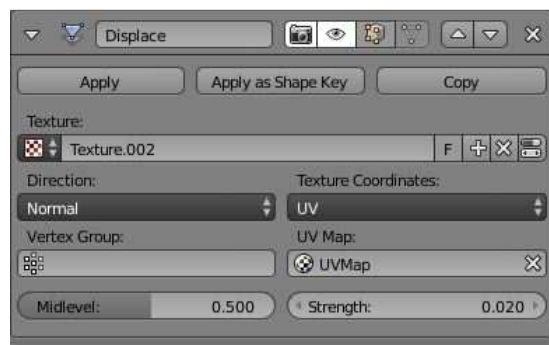 Displace
Apply Apply as Shape Key Copy
Texture:
Texture.002 F
Direction: Texture Coordinates:
Normal UV
Vertex Group: UV Map:
UVMap
Midlevel: 0.500 Strength: 0.020